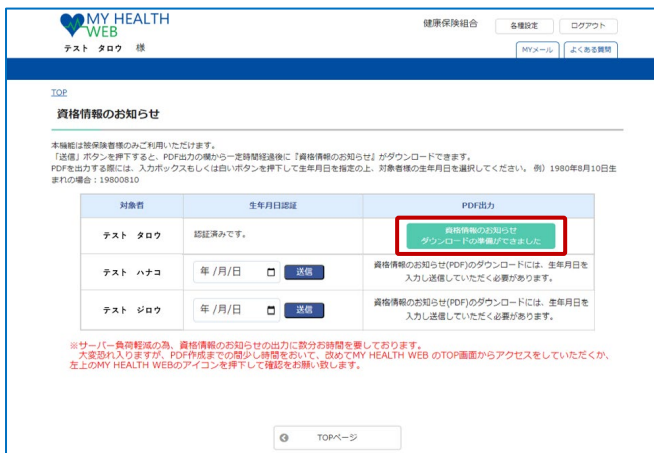 MY HEALTH
WEB
健康保険組合
各種設定
ログアウト
テスト タロウ 様
MYメール
よくある質問
TOP
資格情報のお知らせ
本機能は被保険者様のみご利用いただけます。
「送信」ボタンを押下すると、PDF出力の欄から一定時間経過後に『資格情報のお知らせ』がダウンロードできます。
PDFを出力する際には、入力ボックスもしくは白いボタンを押下して生年月日を指定の上、対象者様の生年月日を選択してください。 例）1980年8月10日生
まれの場合：19800810
対象者
生年月日認証
PDF出力
テスト タロウ
認証済みです。
資格情報のお知らせ
ダウンロードの準備ができました
テスト ハナコ
年 /月/日
送信
資格情報のお知らせ(PDF)のダウンロードには、生年月日を
入力し送信していただく必要があります。
テスト ジロウ
年 /月/日
送信
資格情報のお知らせ(PDF)のダウンロードには、生年月日を
入力し送信していただく必要があります。
※サーバー負荷軽減の為、資格情報のお知らせの出力に数分お時間を要しております。
大変恐れ入りますが、PDF作成までの間少し時間をおいて、改めてMY HEALTH WEB のTOP画面からアクセスをしていただくか、
左上のMY HEALTH WEBのアイコンを押下して確認をお願い致します。
TOPページ